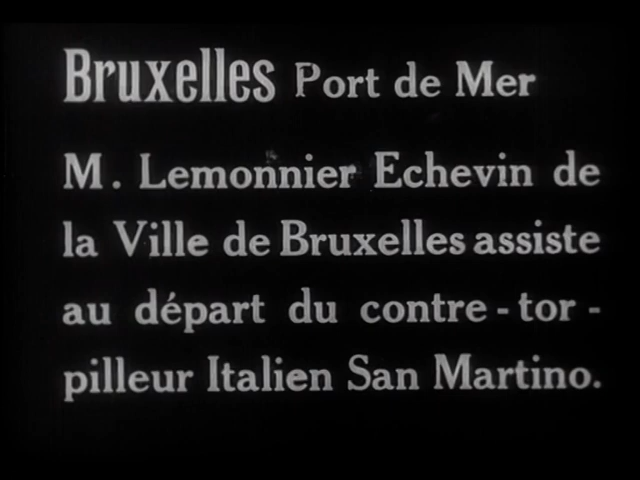 Bruxelles Port de Mer
M. Lemonnier Echevin de
la Ville de Bruxelles assiste
au départ du contre-tor-
pilleur Italien San Martino.